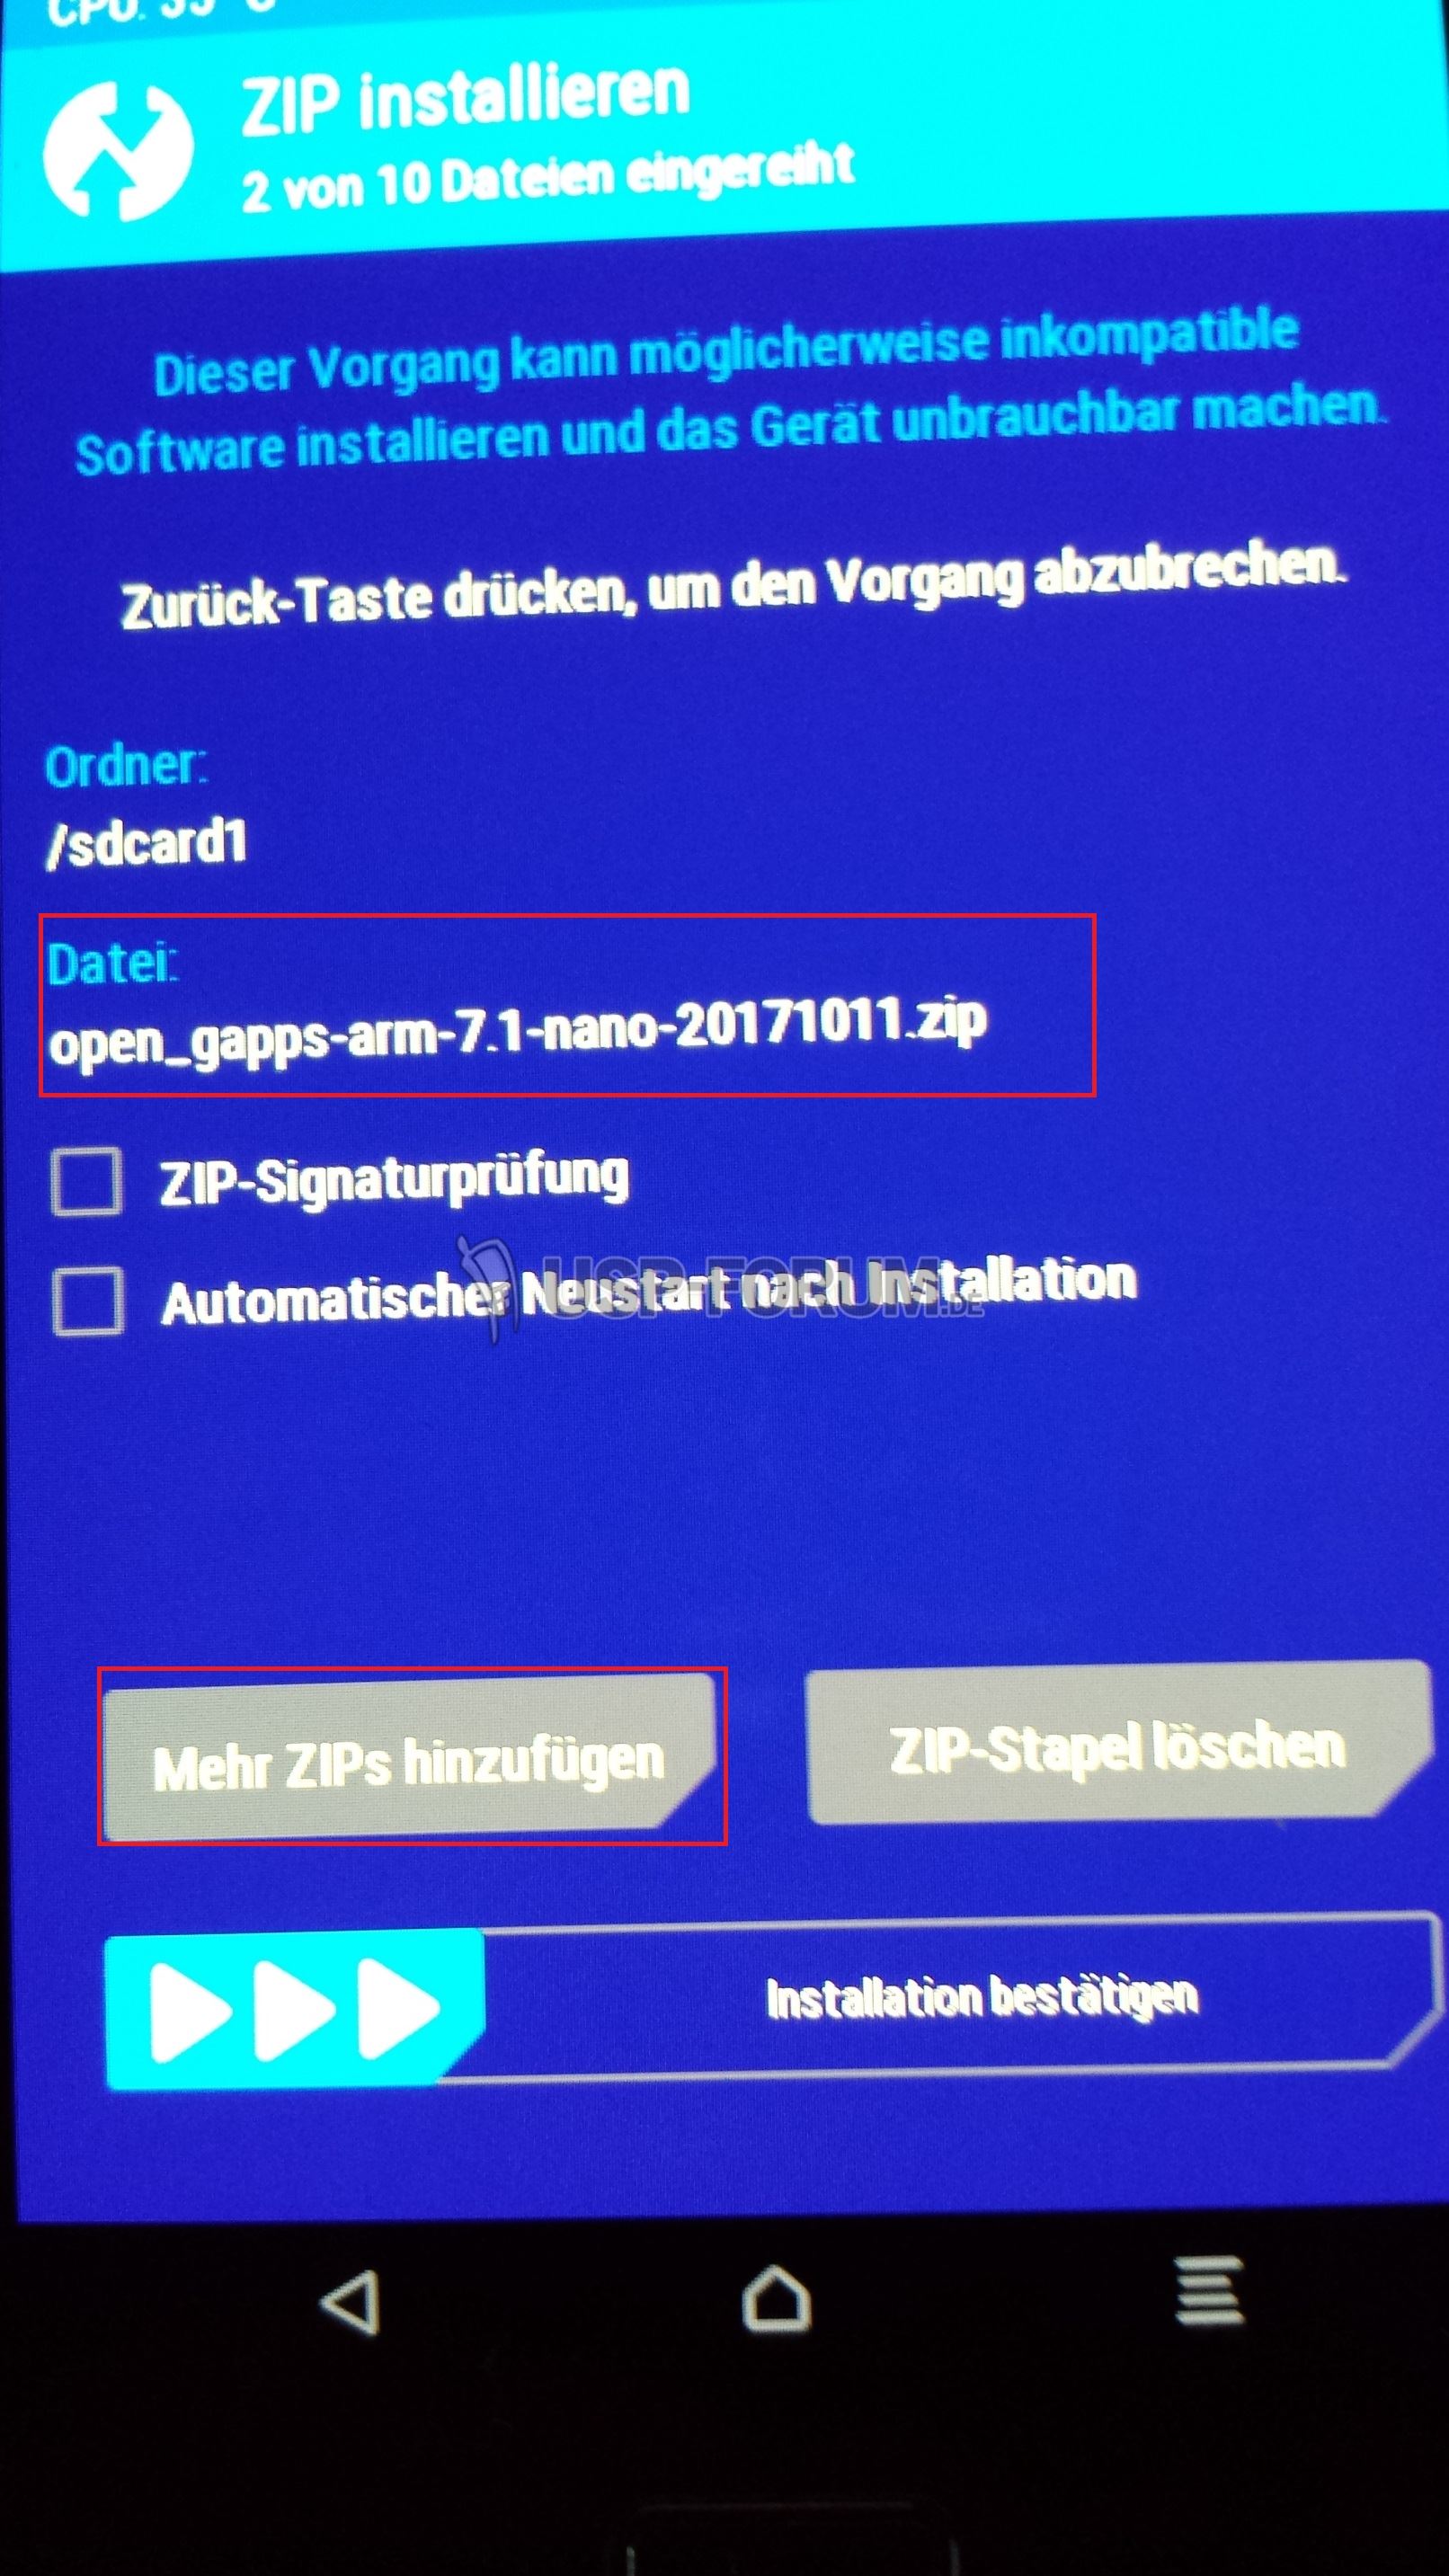 ZIP installieren
2 von 10 Dateien eingereiht
Dieser Vorgang kann möglicherweise inkompatible
Software installieren und das Gerät unbrauchbar machen.
Zurück-Taste drücken, um den Vorgang abzubrechen.
Ordner:
/sdcard1
Datei:
open_gapps-arm-7.1-nano-20171011.zip
ZIP-Signaturprüfung
Automatischer Neustart nach Installation
USP-FORUM.DE
Mehr ZIPs hinzufügen
ZIP-Stapel löschen
Installation bestätigen